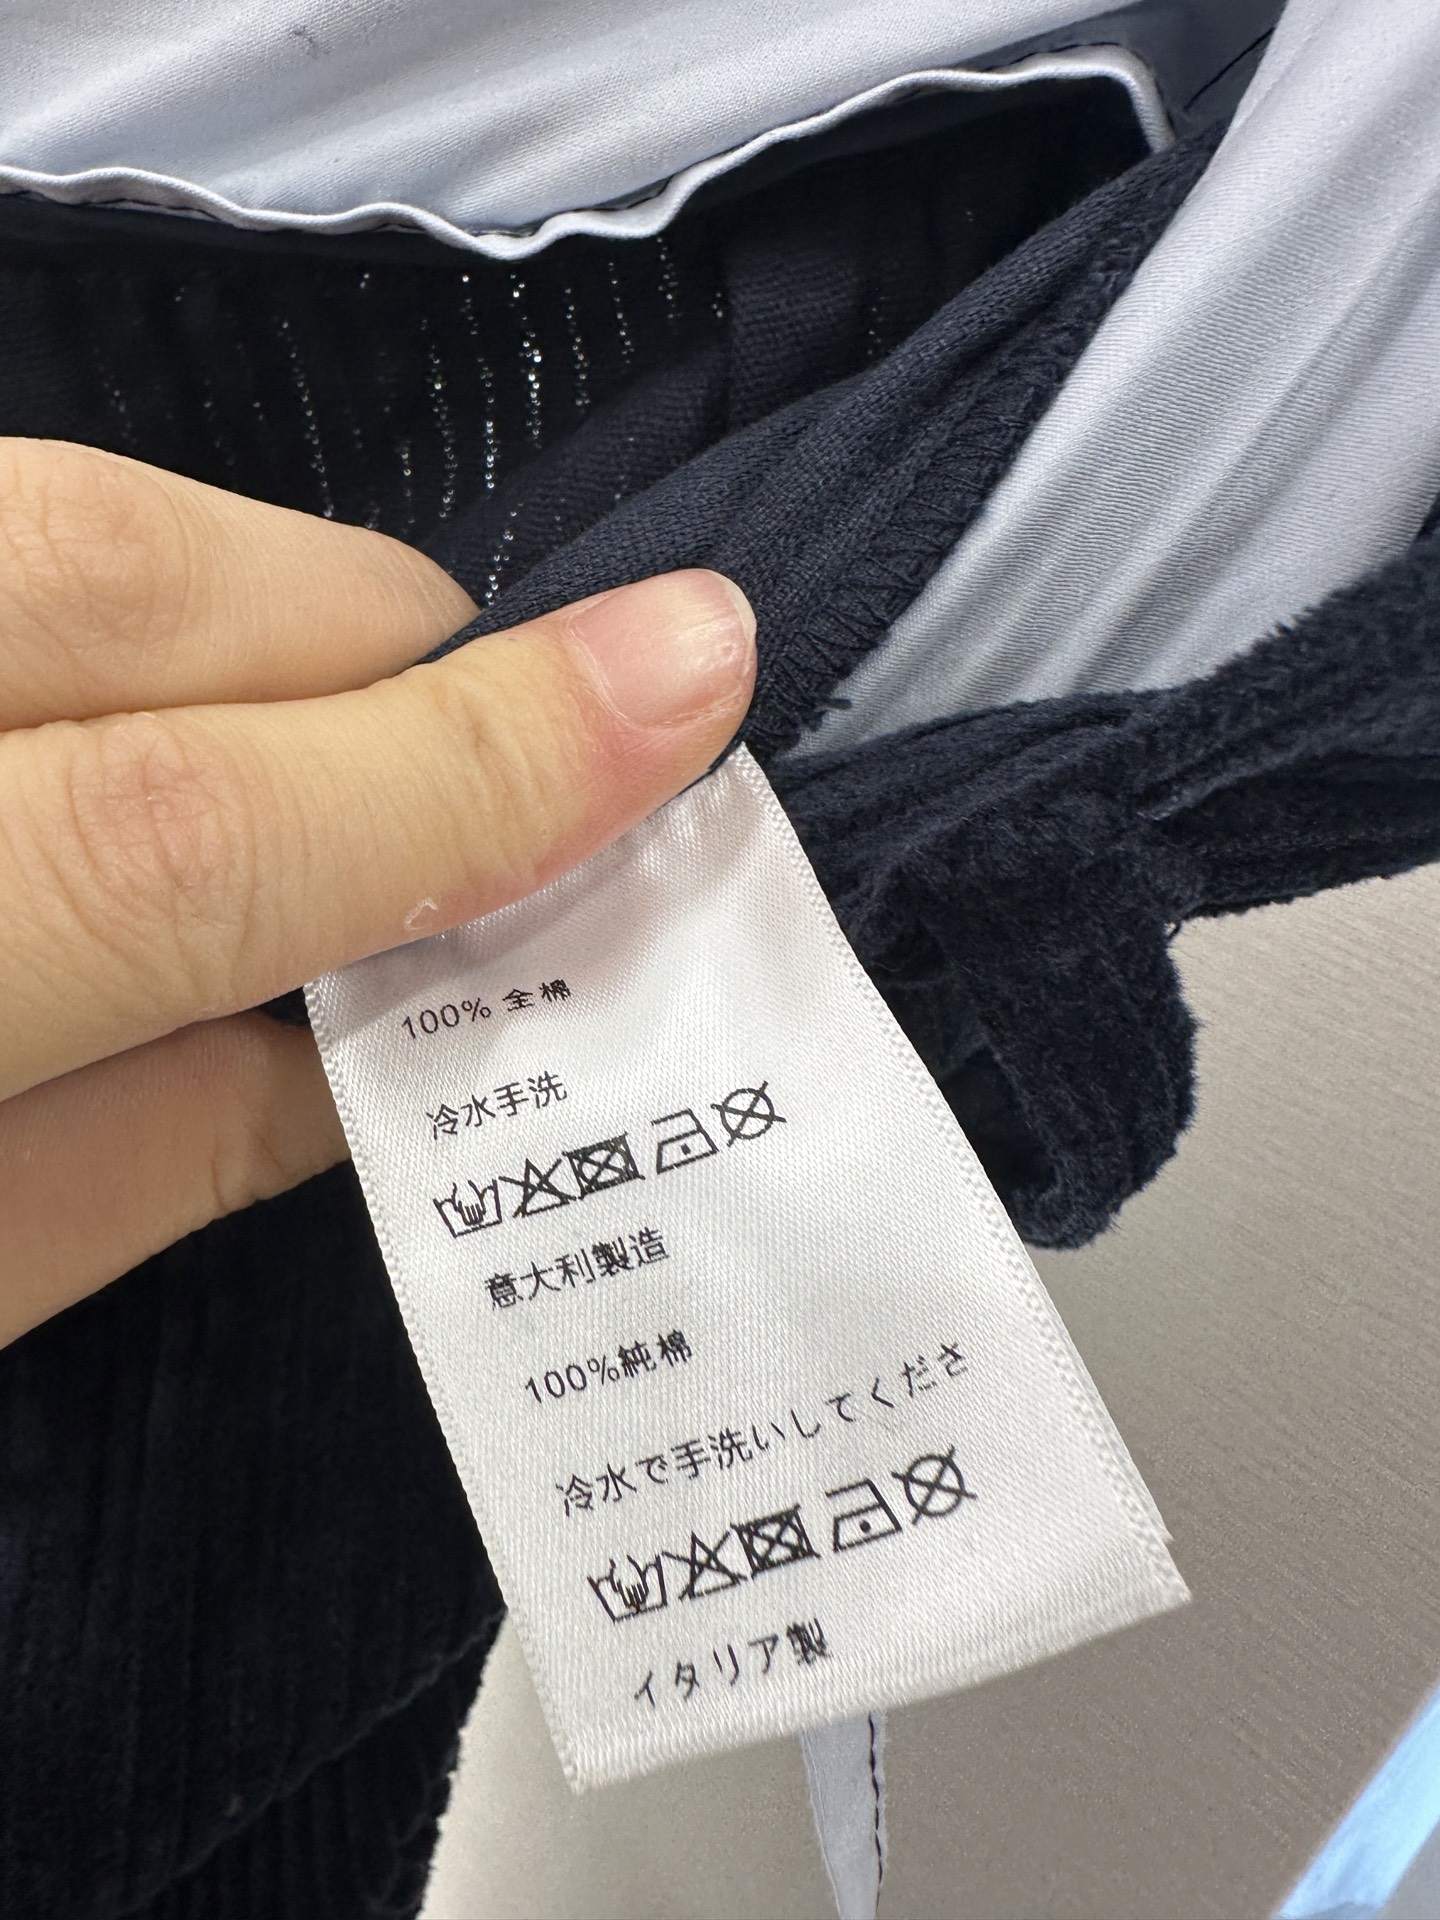 100% 全棉
冷水手洗
意大利製造
100%純棉
冷水で手洗いしてくださ
イタリア製